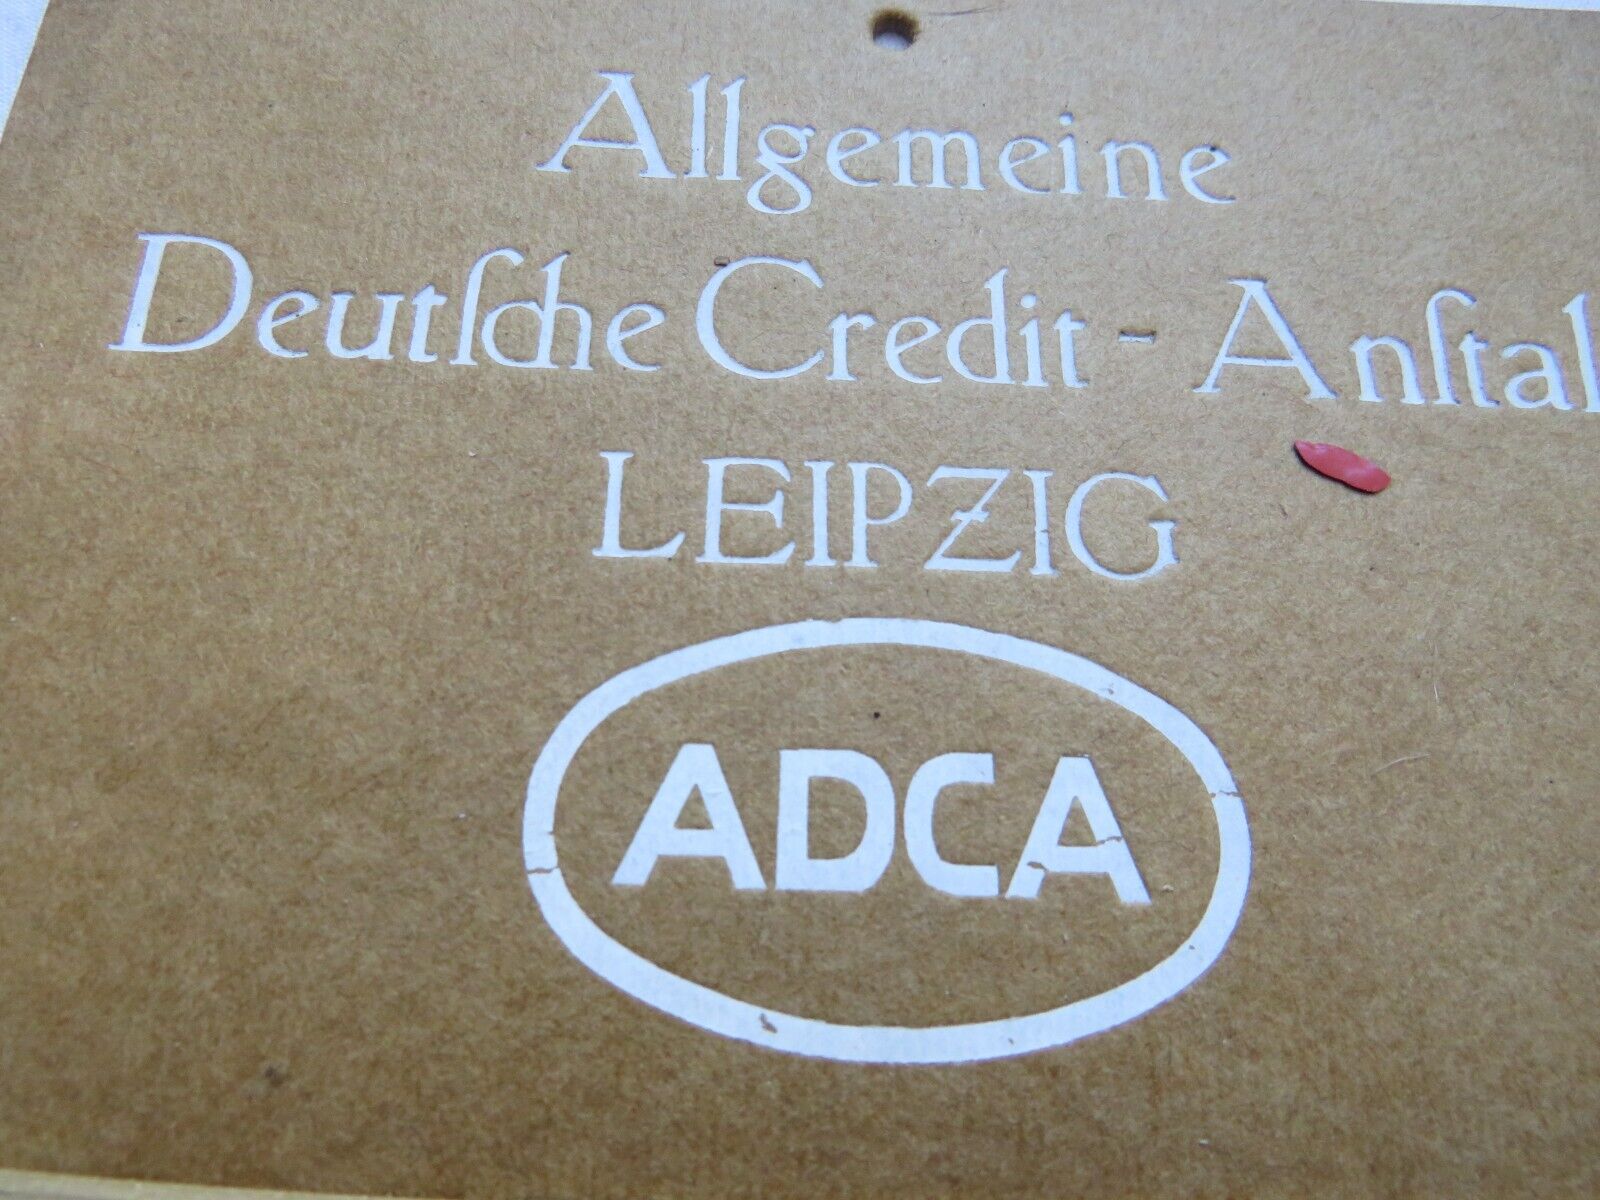 Allgemeine
Deutſche Credit - Anſtal
LEIPZIG
ADCA